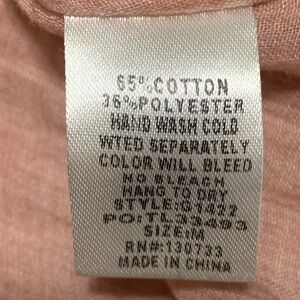 65%COTTON
35%POLYESTER
HAND WASH COLD
WTED SEPARATELY
COLOR WILL BLEED
NO BLEACH
HANG TO DRY
STYLE:G1422
PO:TL33493
SIZE:M
RN#:130733
MADE IN CHINA